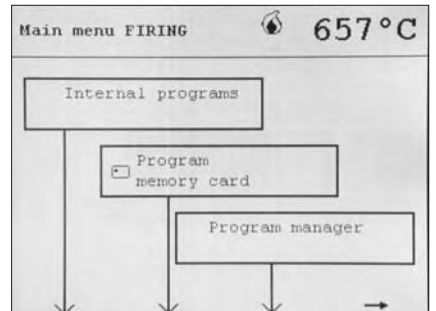 Main menu FIRING
657°C
Internal programs
Program
memory card
Program manager